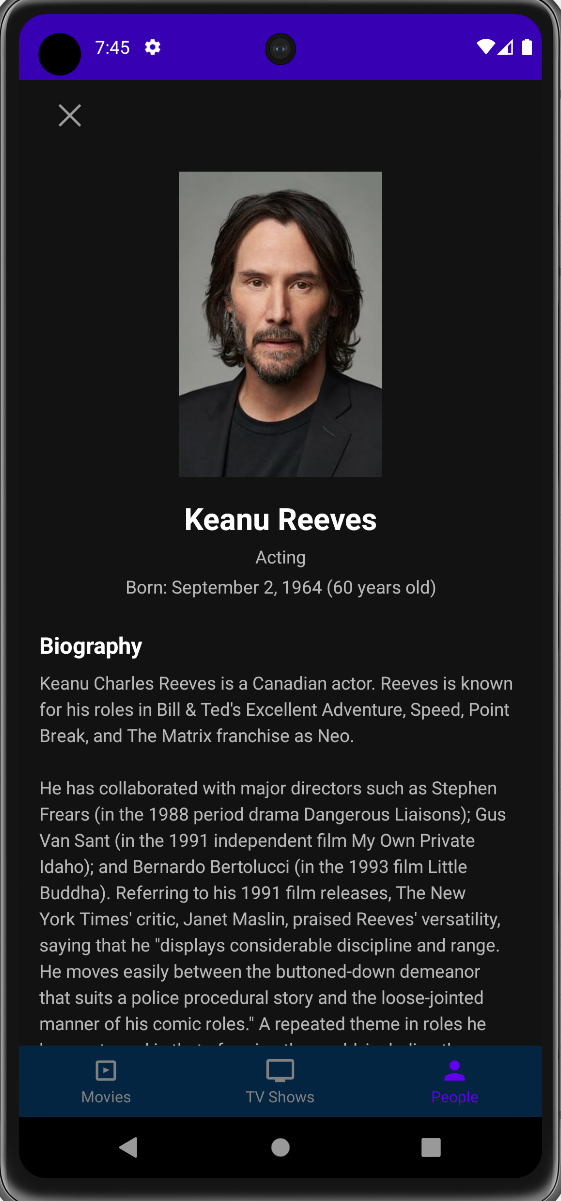 7:45
Keanu Reeves
Acting
Born: September 2, 1964 (60 years old)
Biography
Keanu Charles Reeves is a Canadian actor. Reeves is known
for his roles in Bill & Ted's Excellent Adventure, Speed, Point
Break, and The Matrix franchise as Neo.
He has collaborated with major directors such as Stephen
Frears (in the 1988 period drama Dangerous Liaisons); Gus
Van Sant (in the 1991 independent film My Own Private
Idaho); and Bernardo Bertolucci (in the 1993 film Little
Buddha). Referring to his 1991 film releases, The New
York Times' critic, Janet Maslin, praised Reeves' versatility,
saying that he "displays considerable discipline and range.
He moves easily between the buttoned-down demeanor
that suits a police procedural story and the loose-jointed
manner of his comic roles." A repeated theme in roles he
Movies
TV Shows
People